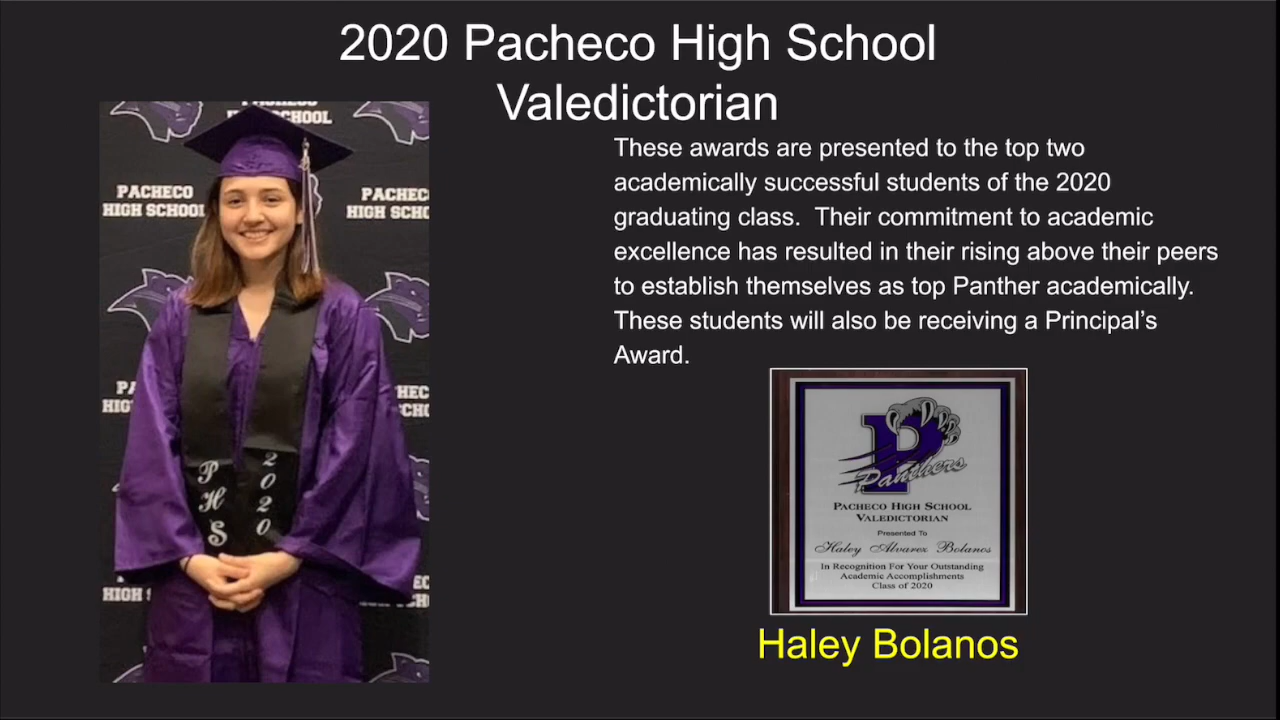 2020 Pacheco High School
Valedictorian
These awards are presented to the top two
academically successful students of the 2020
graduating class.  Their commitment to academic
excellence has resulted in their rising above their peers
to establish themselves as top Panther academically.
These students will also be receiving a Principal’s
Award.
PACHECO
HIGH SCHOOL
PACHECO
HIGH SCHOOL
PHS
2020
P
Panthers
PACHECO HIGH SCHOOL
VALEDICTORIAN
Presented To
Haley Alvarez Bolanos
In Recognition For Your Outstanding
Academic Accomplishments
Class of 2020
Haley Bolanos